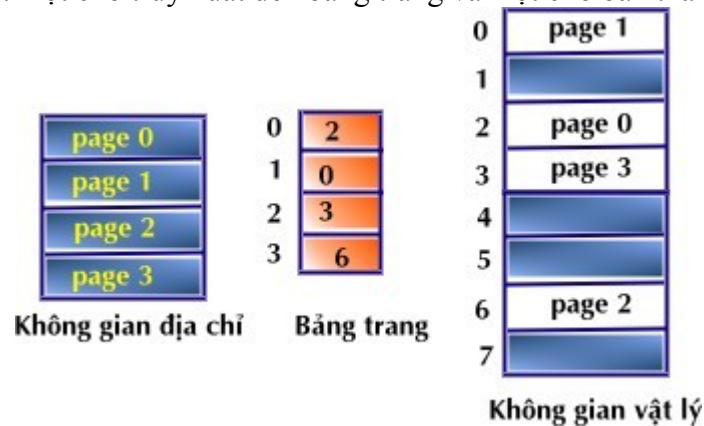 page 0
page 1
page 2
page 3
Không gian địa chỉ
0 2
1 0
2 3
3 6
Bảng trang
0 page 1
1
2 page 0
3 page 3
4
5
6 page 2
7
Không gian vật lý